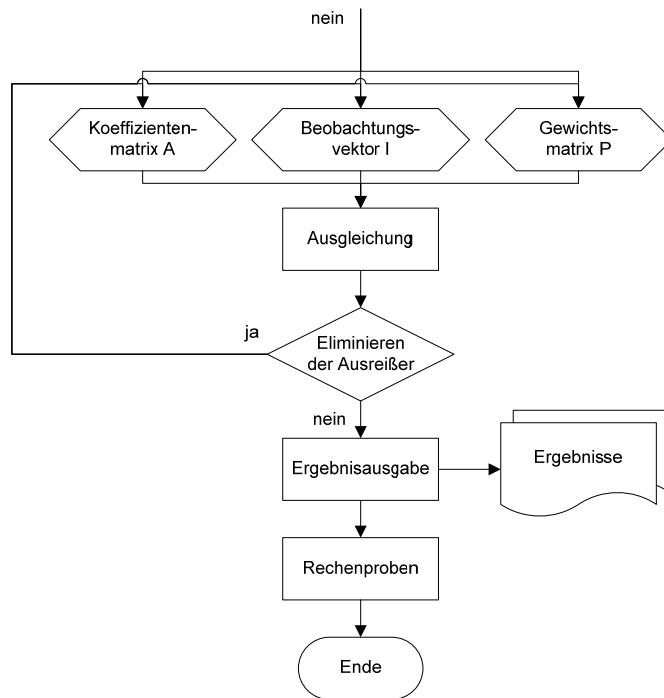 nein
Koeffizienten-
matrix A
Beobachtungs-
vektor l
Gewichts-
matrix P
Ausgleichung
ja
Eliminieren
der Ausreißer
nein
Ergebnisausgabe
Ergebnisse
Rechenproben
Ende